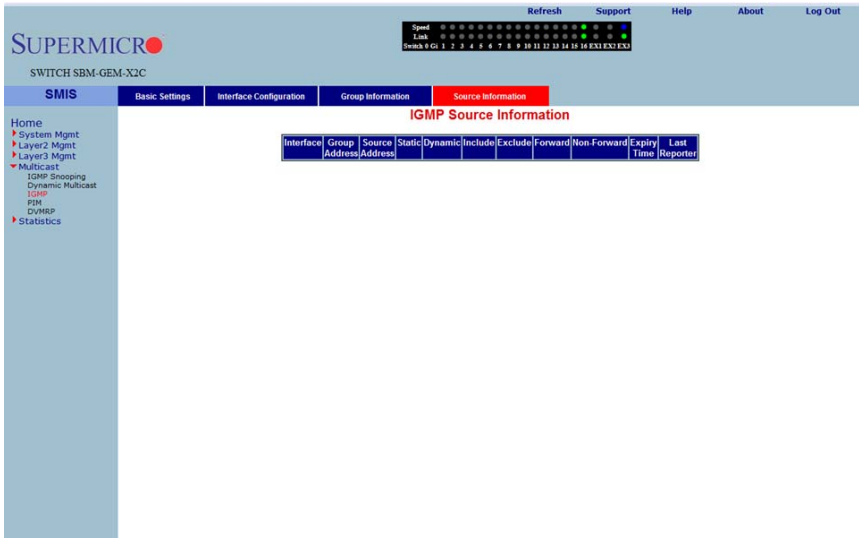 Refresh Support Help About Log Out
SUPERMICRO
SWITCH SBM-GEM-X2C
Speed
Link
Switch 0 Gi 1 2 3 4 5 6 7 8 9 10 11 12 13 14 15 16 EX1 EX2 EX3
SMIS
Basic Settings Interface Configuration Group Information Source Information
Home
System Mgmt
Layer2 Mgmt
Layer3 Mgmt
Multicast
IGMP Snooping
Dynamic Multicast
IGMP
PIM
DVMRP
Statistics
IGMP Source Information
Interface Group Address Source Address Static Dynamic Include Exclude Forward Non-Forward Expiry Time Last Reporter